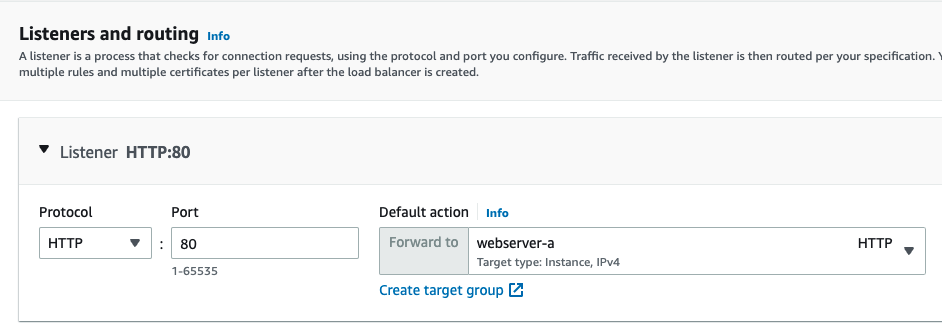 Listeners and routing Info
A listener is a process that checks for connection requests, using the protocol and port you configure. Traffic received by the listener is then routed per your specification.
multiple rules and multiple certificates per listener after the load balancer is created.
Listener HTTP:80
Protocol Port Default action Info
HTTP : 80 Forward to webserver-a HTTP
Target type: Instance, IPv4
1-65535
Create target group